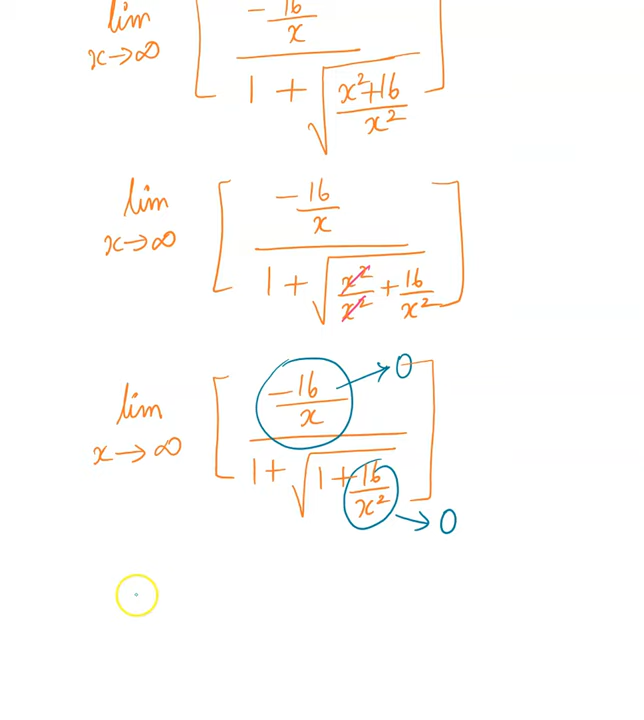 lim x→∞ [ (-16/x) / (1 + √((x²+16)/x²)) ]
lim x→∞ [ (-16/x) / (1 + √(x²/x² + 16/x²)) ]
lim x→∞ [ (-16/x) / (1+ √(1+16/x²)) ] → 0
→ 0